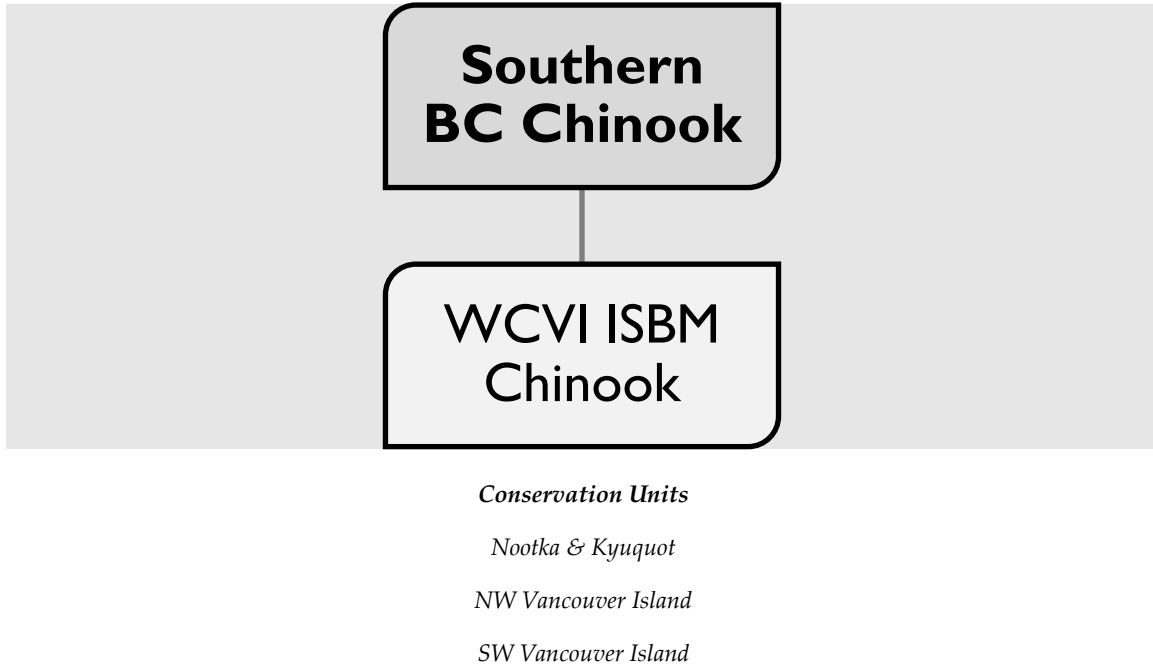 Southern
BC Chinook
WCVI ISBM
Chinook
Conservation Units
Nootka & Kyuquot
NW Vancouver Island
SW Vancouver Island